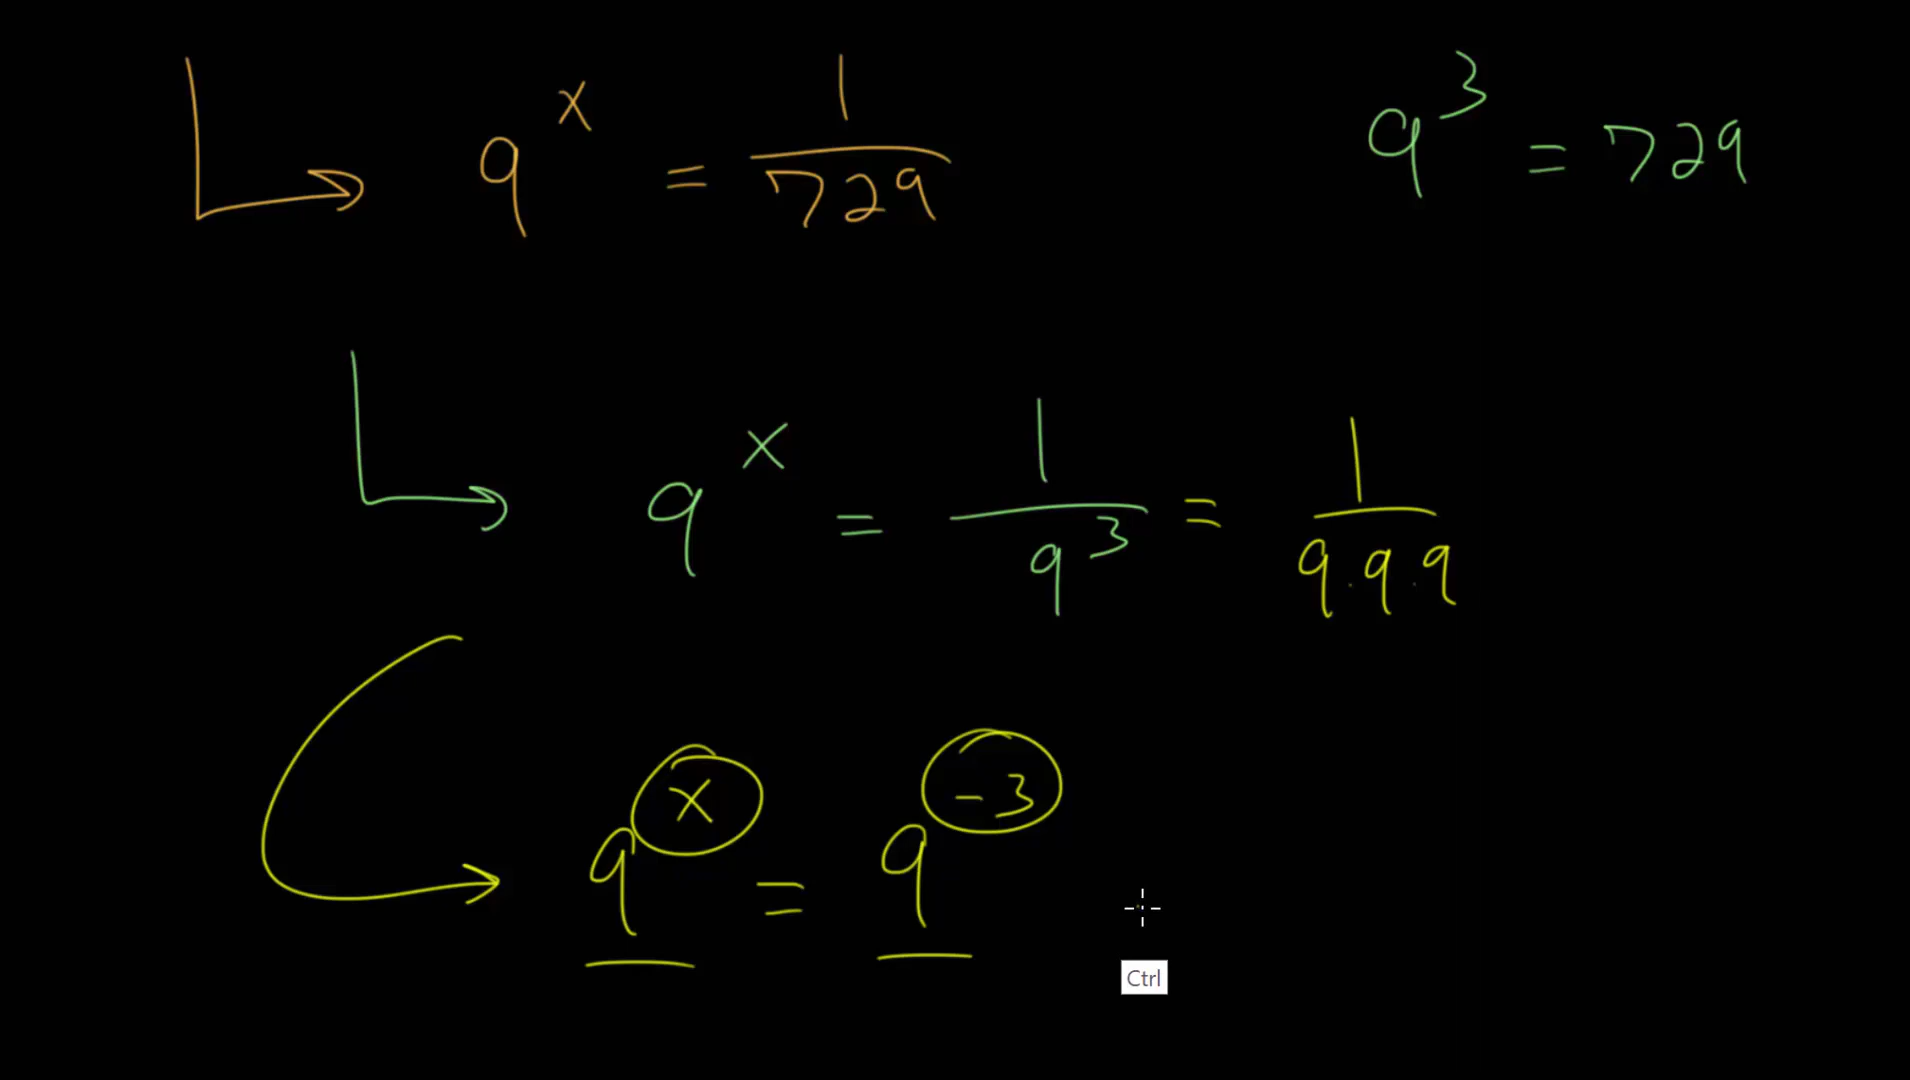 9^x = 1/729
9^3 = 729
9^x = 1/9^3 = 1/9.9.9
9^x = 9^-3
Ctrl